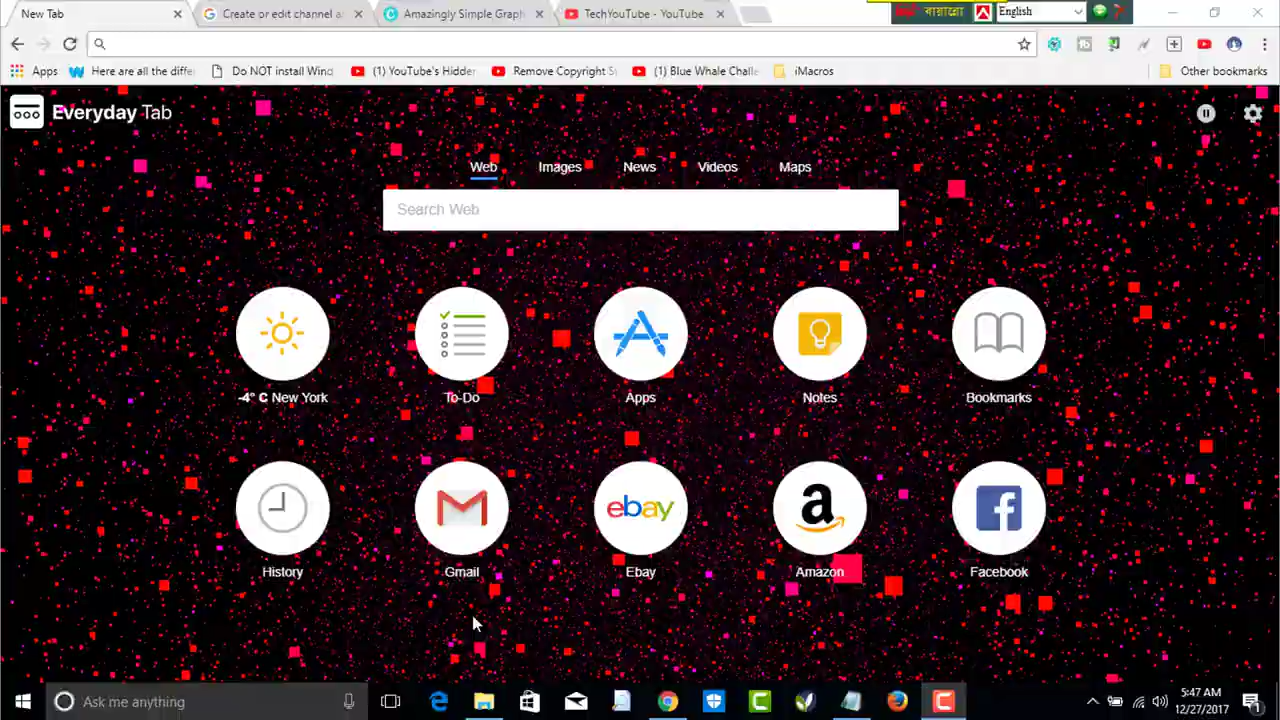 New Tab
Create or edit channel a
Amazingly Simple Graph
TechYouTube - YouTube
English
Apps
Here are all the diffe
Do NOT install Wind
(1) YouTube's Hidder
Remove Copyright Sy
(1) Blue Whale Challe
iMacros
Other bookmarks
Everyday Tab
Web Images News Videos Maps
Search Web
-4° C New York
To-Do
Apps
Notes
Bookmarks
ebay
a
f
History
Gmail
Ebay
Amazon
Facebook
Ask me anything
5:47 AM
12/27/2017